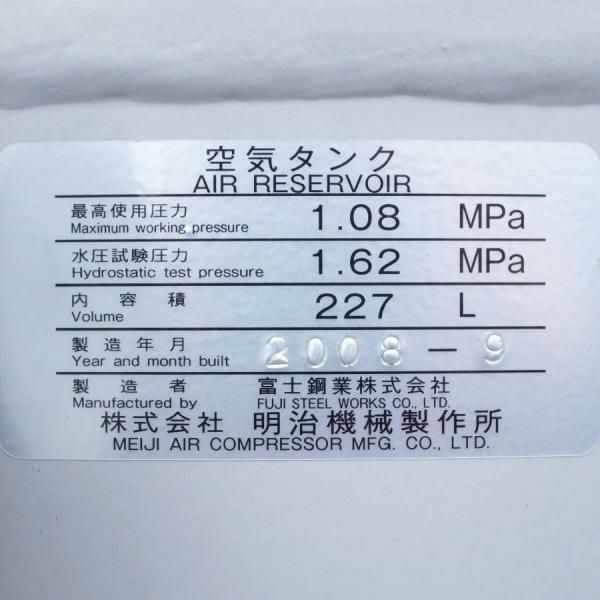 空気タンク
AIR RESERVOIR
最高使用圧力 1.08 MPa
Maximum working pressure
水圧試験圧力 1.62 MPa
Hydrostatic test pressure
内容積 227 L
Volume
製造年月 2008-9
Year and month built
製造者 富士鋼業株式会社
Manufactured by FUJI STEEL WORKS CO., LTD.
株式会社 明治機械製作所
MEIJI AIR COMPRESSOR MFG. CO., LTD.